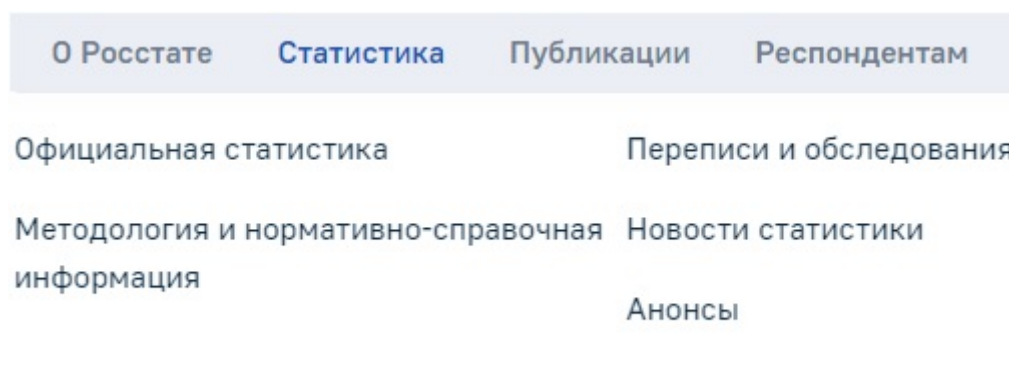 О Росстате Статистика Публикации Респондентам
Официальная статистика
Методология и нормативно-справочная
информация
Переписи и обследования
Новости статистики
Анонсы